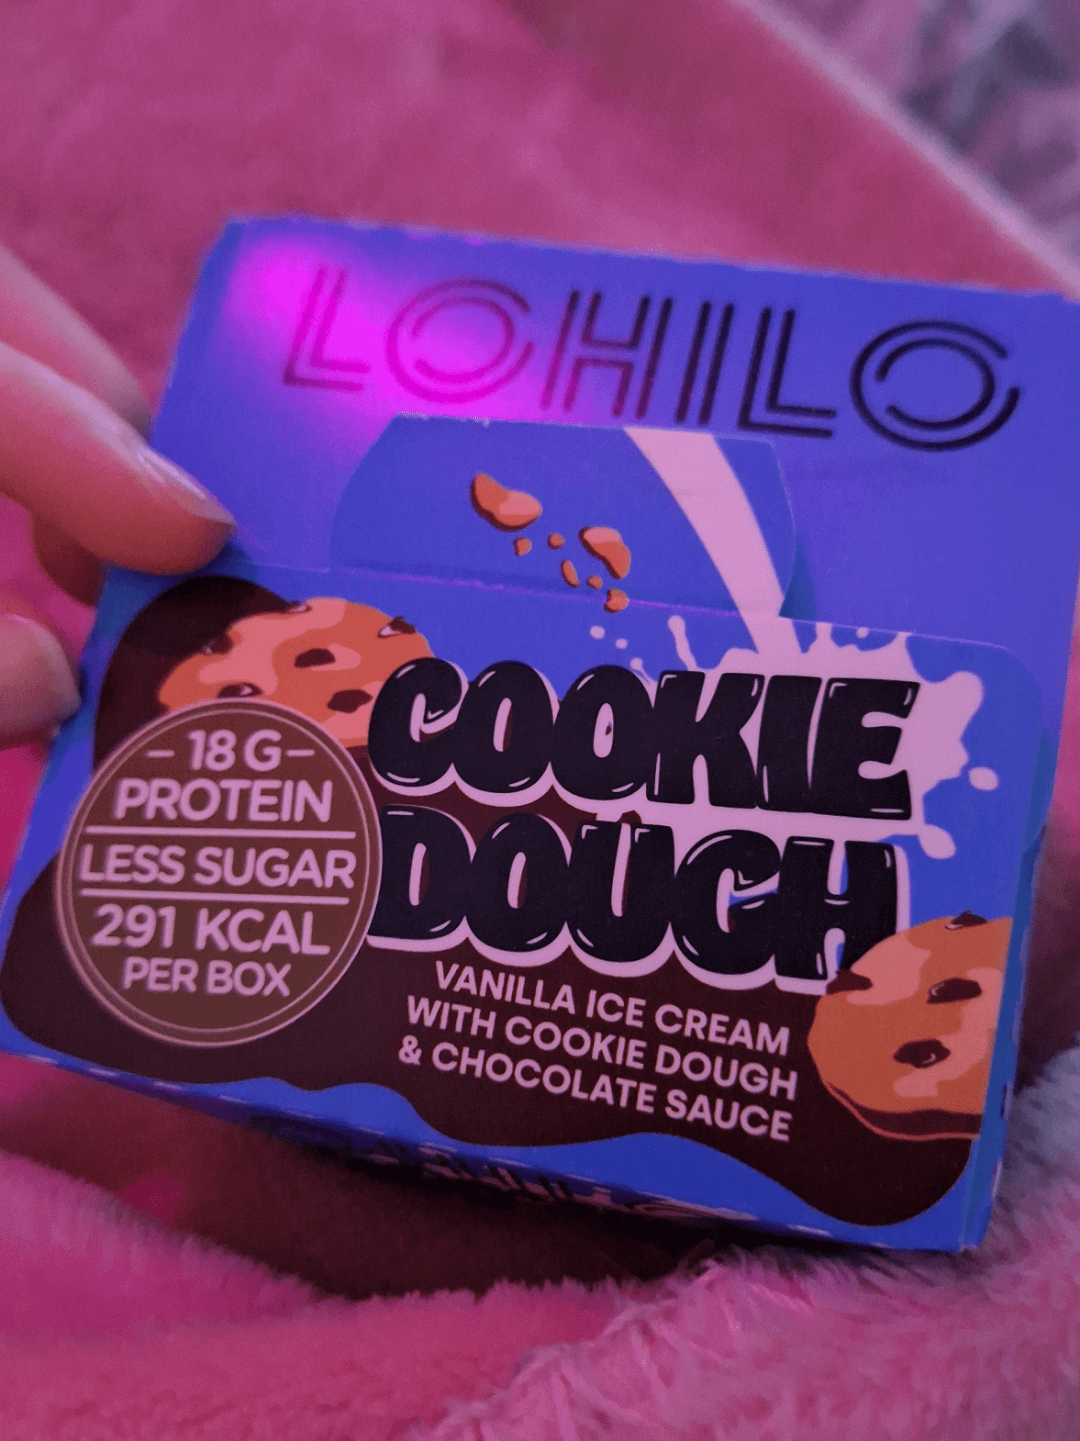 LOHILO
COOKIE
DOUGH
– 18 G –
PROTEIN
LESS SUGAR
291 KCAL
PER BOX
VANILLA ICE CREAM
WITH COOKIE DOUGH
& CHOCOLATE SAUCE